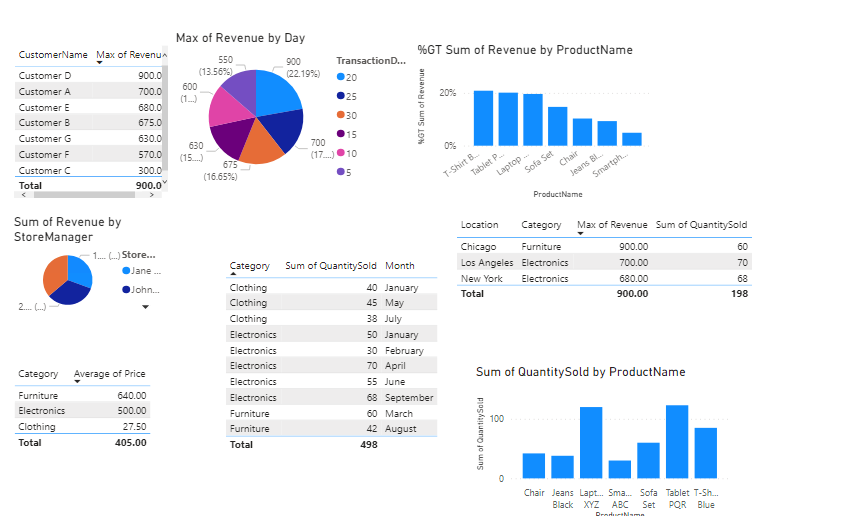 CustomerName Max of Revenu
Customer D 900.0
Customer A 700.0
Customer E 680.0
Customer B 675.0
Customer G 630.0
Customer F 570.0
Customer C 300.0
Total 900.0
Max of Revenue by Day
550
(13.56%)
900
(22.19%)
600
(1...)
630
(15....)
675
(16.65%)
700
(17....)
TransactionD...
20
25
30
15
10
5
%GT Sum of Revenue by ProductName
%GT Sum of Revenue
20%
0%
T-Shirt B... Tablet P... Laptop ... Sofa Set Chair Jeans Bl... Smartph...
ProductName
Sum of Revenue by
StoreManager
1.... (...)
2.... (...)
Store...
Jane ...
John...
Category Sum of QuantitySold Month
Clothing 40 January
Clothing 45 May
Clothing 38 July
Electronics 50 January
Electronics 30 February
Electronics 70 April
Electronics 55 June
Electronics 68 September
Furniture 60 March
Furniture 42 August
Total 498
Location Category Max of Revenue Sum of QuantitySold
Chicago Furniture 900.00 60
Los Angeles Electronics 700.00 70
New York Electronics 680.00 68
Total 900.00 198
Category Average of Price
Furniture 640.00
Electronics 500.00
Clothing 27.50
Total 405.00
Sum of QuantitySold by ProductName
Sum of QuantitySold
100
0
Chair Jeans Lapt... Sma... Sofa Tablet T-Sh...
Black XYZ ABC Set PQR Blue
ProductName